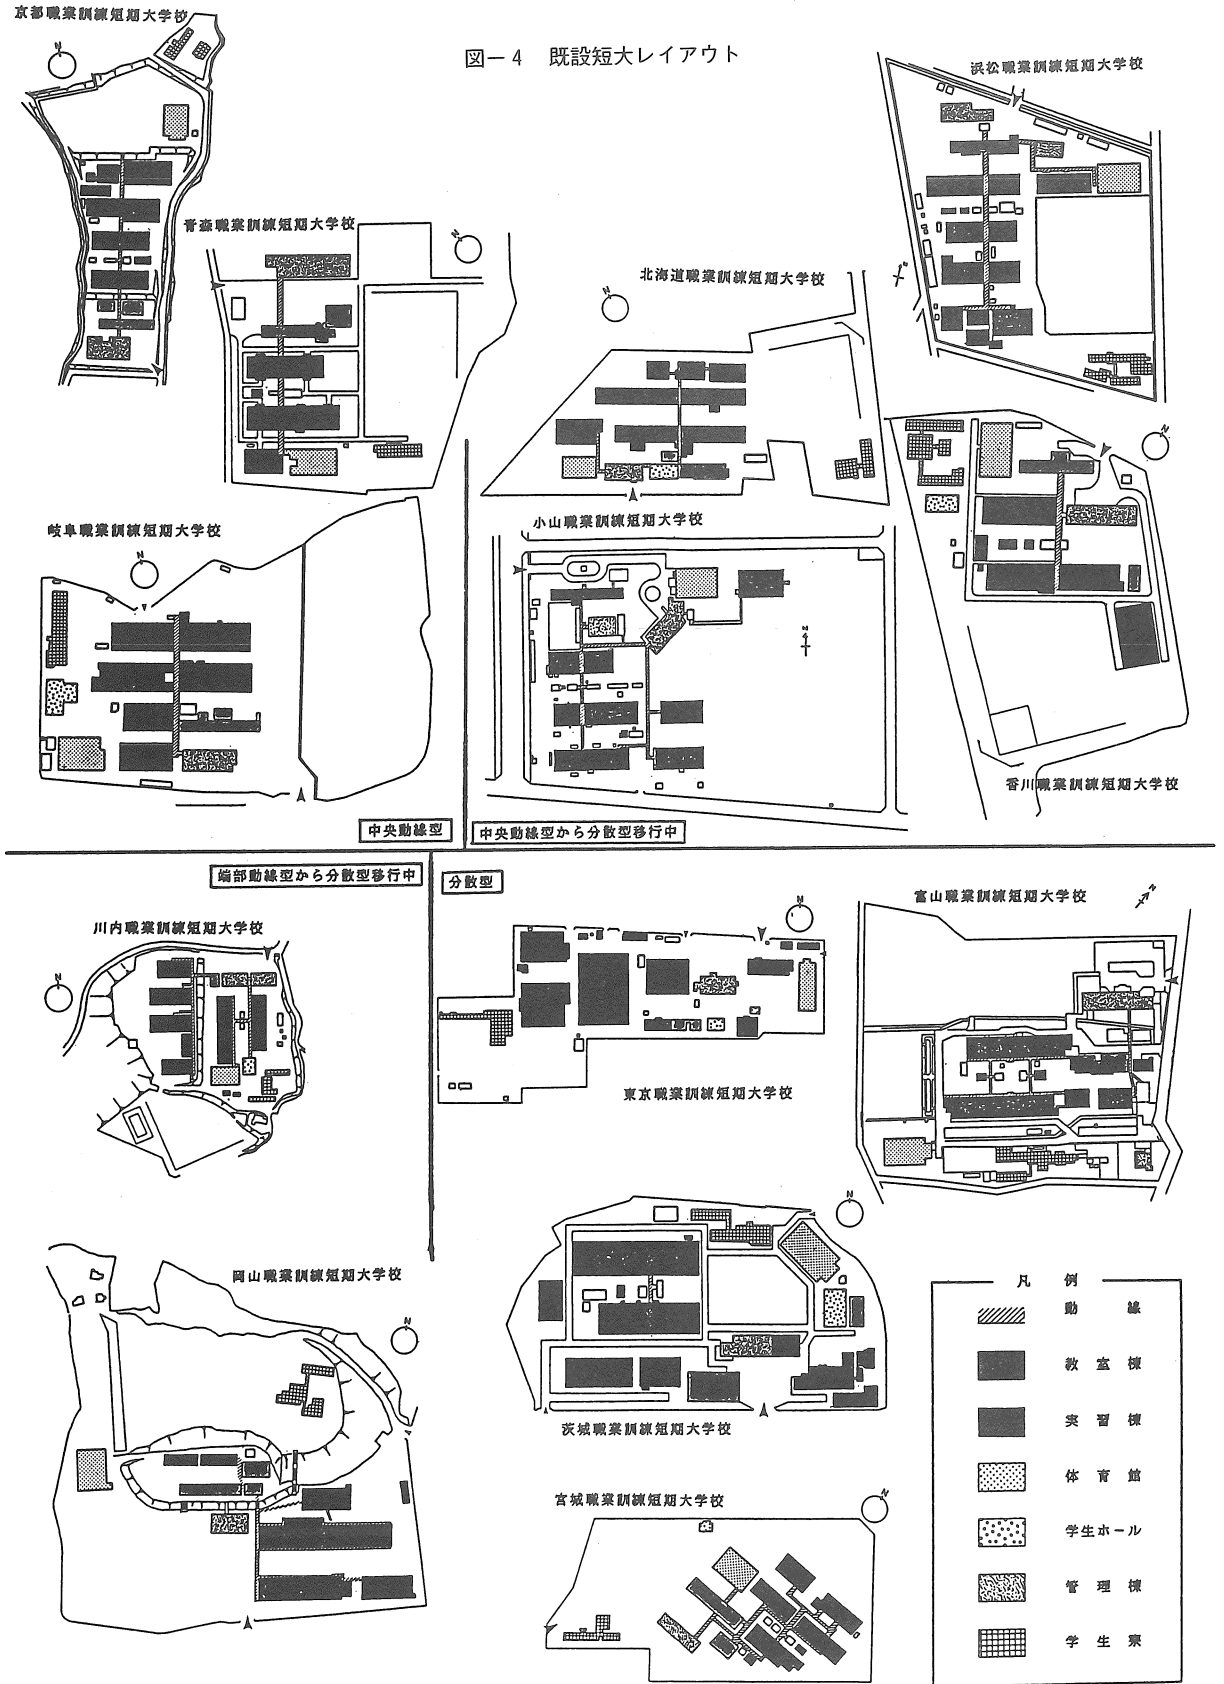 図ー4 既設短大レイアウト
京都職業訓練短期大学校
N
浜松職業訓練短期大学校
青森職業訓練短期大学校
N
北海道職業訓練短期大学校
N
N
岐阜職業訓練短期大学校
N
小山職業訓練短期大学校
N
香川職業訓練短期大学校
中央動線型
中央動線型から分散型移行中
端部動線型から分散型移行中
分散型
川内職業訓練短期大学校
N
N
東京職業訓練短期大学校
富山職業訓練短期大学校
N
岡山職業訓練短期大学校
N
N
茨城職業訓練短期大学校
宮城職業訓練短期大学校
N
凡例
動線
教室棟
実習棟
体育館
学生ホール
管理棟
学生寮